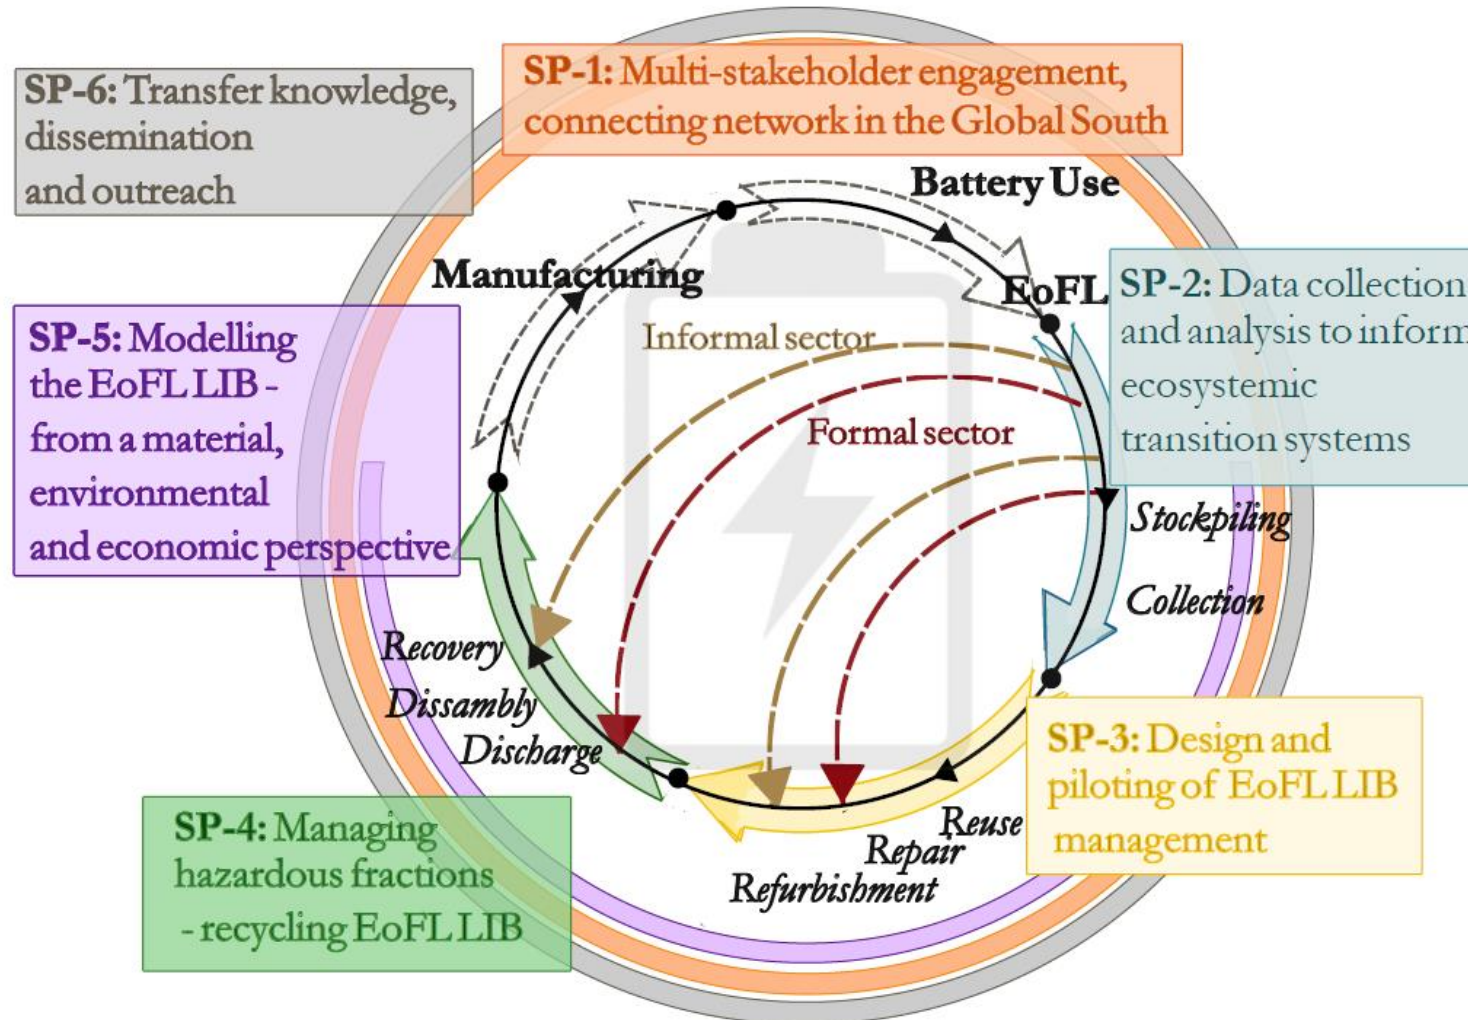 SP-6: Transfer knowledge,
dissemination
and outreach
SP-1: Multi-stakeholder engagement,
connecting network in the Global South
Battery Use
Manufacturing
EoFL
SP-2: Data collection
and analysis to inform
ecosystemic
transition systems
SP-5: Modelling
the EoFL LIB -
from a material,
environmental
and economic perspective
Informal sector
Formal sector
Stockpiling
Collection
Recovery
Dissambly
Discharge
SP-3: Design and
piloting of EoFL LIB
management
Reuse
Repair
Refurbishment
SP-4: Managing
hazardous fractions
- recycling EoFL LIB